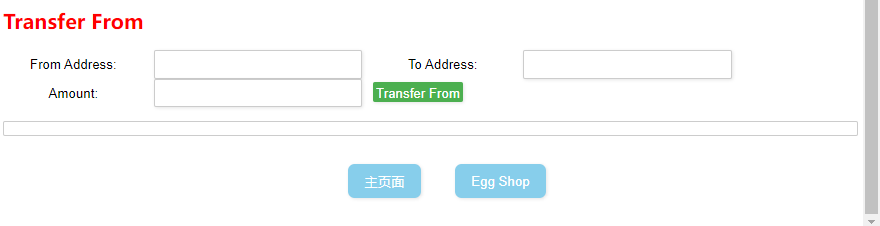 Transfer From
From Address: To Address:
Amount: Transfer From
主页面 Egg Shop